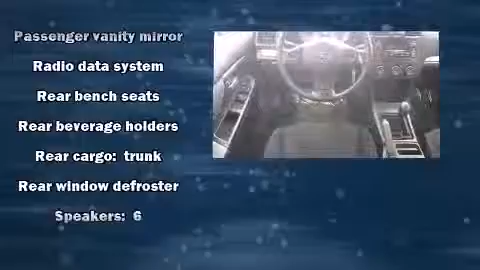 Passenger vanity mirror
Radio data system
Rear bench seats
Rear beverage holders
Rear cargo: trunk
Rear window defroster
Speakers: 6